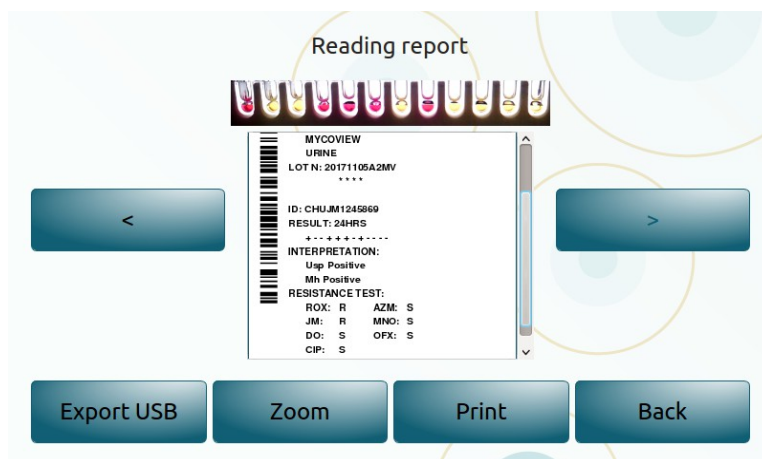 Reading report
MYCOVIEW
URINE
LOT N: 20171105A2MV
* * * *
ID: CHUJM1245869
RESULT: 24HRS
+ - - + + + - + - - - -
INTERPRETATION:
Usp Positive
Mh Positive
RESISTANCE TEST:
ROX: R AZM: S
JM: R MNO: S
DO: S OFX: S
CIP: S
< >
Export USB Zoom Print Back